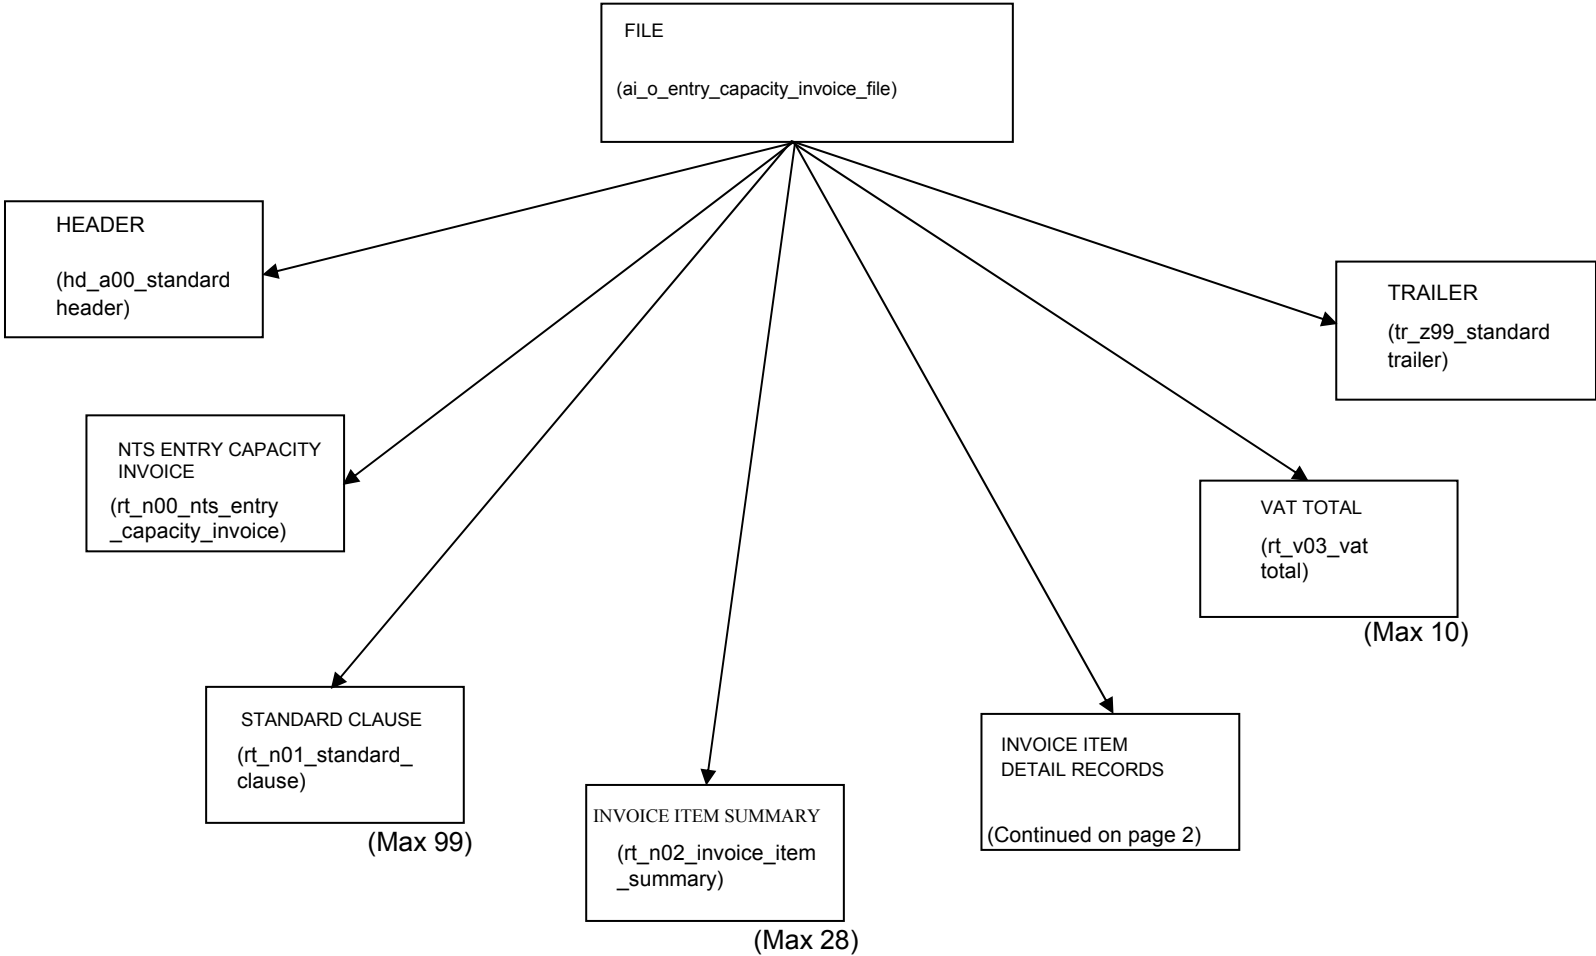 FILE
(ai_o_entry_capacity_invoice_file)
HEADER
(hd_a00_standard
header)
TRAILER
(tr_z99_standard
trailer)
NTS ENTRY CAPACITY
INVOICE
(rt_n00_nts_entry
_capacity_invoice)
VAT TOTAL
(rt_v03_vat
total)
(Max 10)
STANDARD CLAUSE
(rt_n01_standard_
clause)
(Max 99)
INVOICE ITEM SUMMARY
(rt_n02_invoice_item
_summary)
(Max 28)
INVOICE ITEM
DETAIL RECORDS
(Continued on page 2)